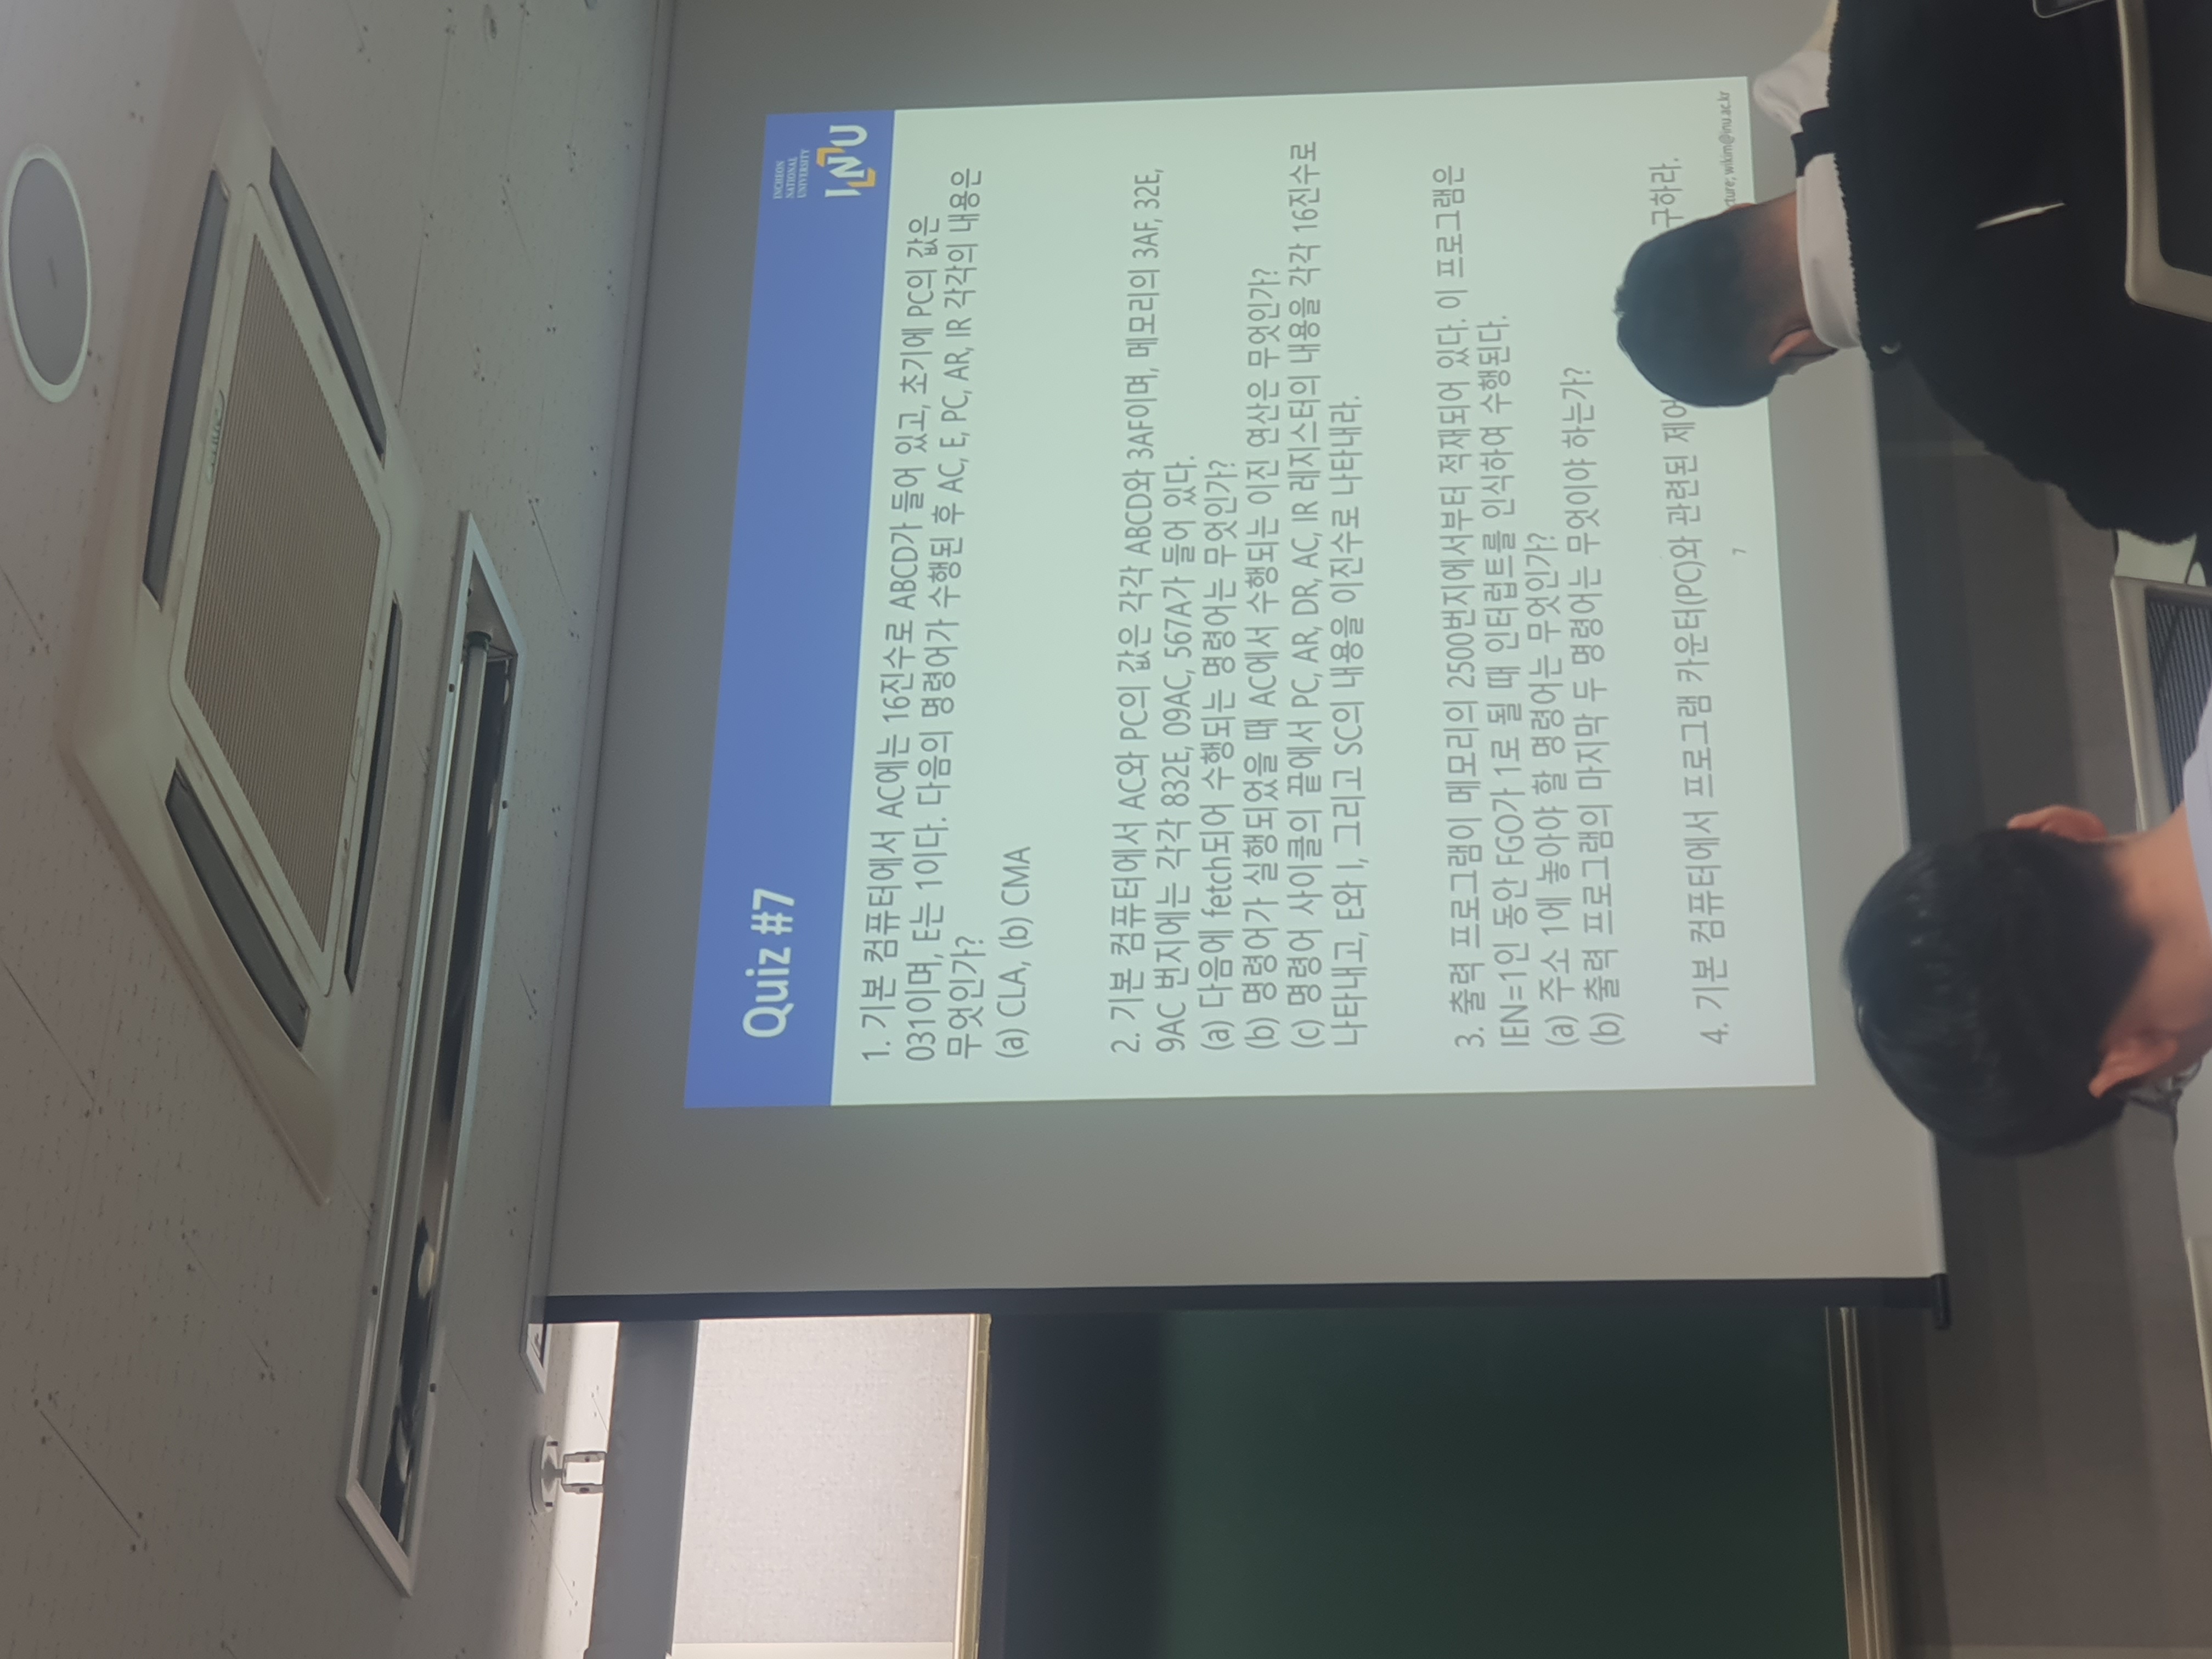 Quiz #7
INCHEON
NATIONAL
UNIVERSITY
INU
1. 기본 컴퓨터에서 AC에는 16진수로 ABCD가 들어 있고, 초기에 PC의 값은
031이며, E는 1이다. 다음의 명령어가 수행된 후 AC, E, PC, AR, IR 각각의 내용은
무엇인가?
(a) CLA, (b) CMA
2. 기본 컴퓨터에서 AC와 PC의 값은 각각 ABCD와 3AF이며, 메모리의 3AF, 32E,
9AC 번지에는 각각 832E, 09AC, 567A가 들어 있다.
(a) 다음에 fetch되어 수행되는 명령어는 무엇인가?
(b) 명령어가 실행되었을 때 AC에서 수행되는 이진 연산은 무엇인가?
(c) 명령어 사이클의 끝에서 PC, AR, DR, AC, IR 레지스터의 내용을 각각 16진수로
나타내고, E와 I, 그리고 SC의 내용을 이진수로 나타내라.
3. 출력 프로그램이 메모리의 2500번지에서부터 적재되어 있다. 이 프로그램은
IEN=1인 동안 FGO가 1로 될 때 인터럽트를 인식하여 수행된다.
(a) 주소 1에 놓아야 할 명령어는 무엇인가?
(b) 출력 프로그램의 마지막 두 명령어는 무엇이야 하는가?
4. 기본 컴퓨터에서 프로그램 카운터(PC)와 관련된 제어 구하라.
7
cture; wikim@inu.ac.kr